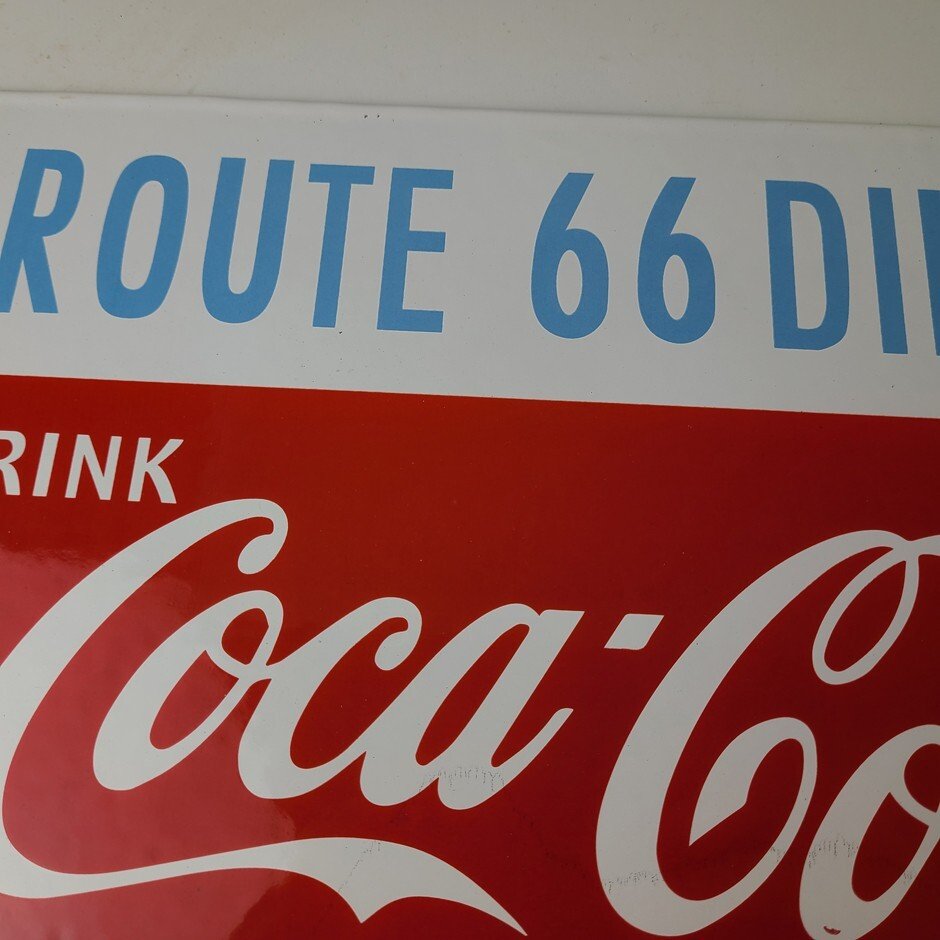 ROUTE 66 DI
RINK
Coca-Co